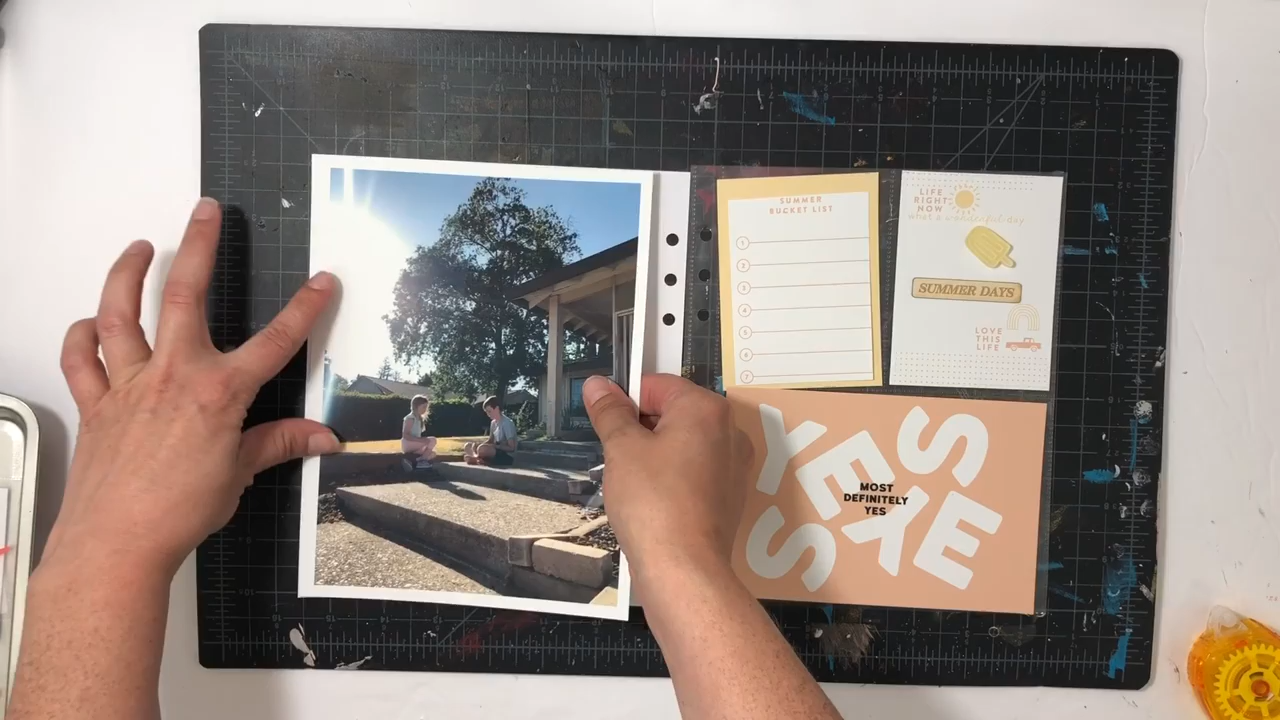 SUMMER
BUCKET LIST
1
2
3
4
5
6
7
LIFE
RIGHT
NOW
what a wonderful day
SUMMER DAYS
LOVE
THIS
LIFE
YES
YES
MOST
DEFINITELY
YES